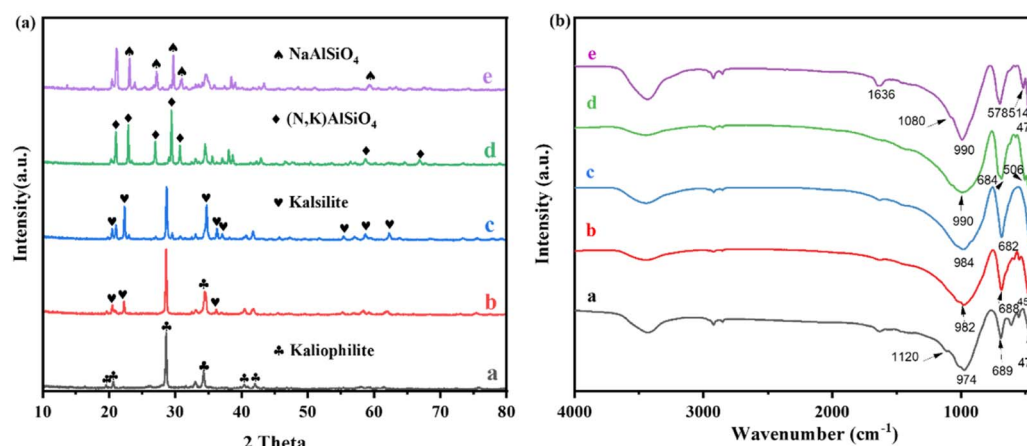 (a)
♠ NaAlSiO4
e
♦ (N,K)AlSiO4
d
♥ Kalsilite
c
b
♣ Kaliophilite
a
Intensity(a.u.)
10 20 30 40 50 60 70 80
2 Theta
(b)
e
1636
1080
990
578
514
47
d
684
506
990
c
984
682
b
982
688
45
a
1120
974
689
47
Intensity (a.u.)
4000 3000 2000 1000
Wavenumber (cm-1)